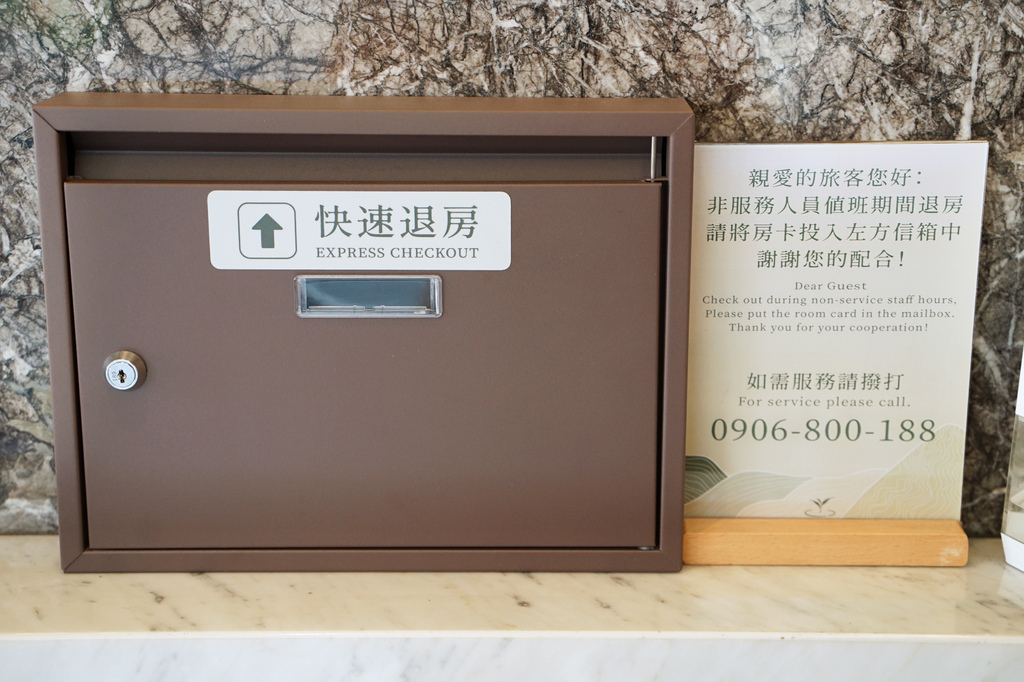 快速退房
EXPRESS CHECKOUT
親愛的旅客您好：
非服務人員值班期間退房
請將房卡投入左方信箱中
謝謝您的配合！
Dear Guest
Check out during non-service staff hours,
Please put the room card in the mailbox.
Thank you for your cooperation!
如需服務請撥打
For service please call.
0906-800-188